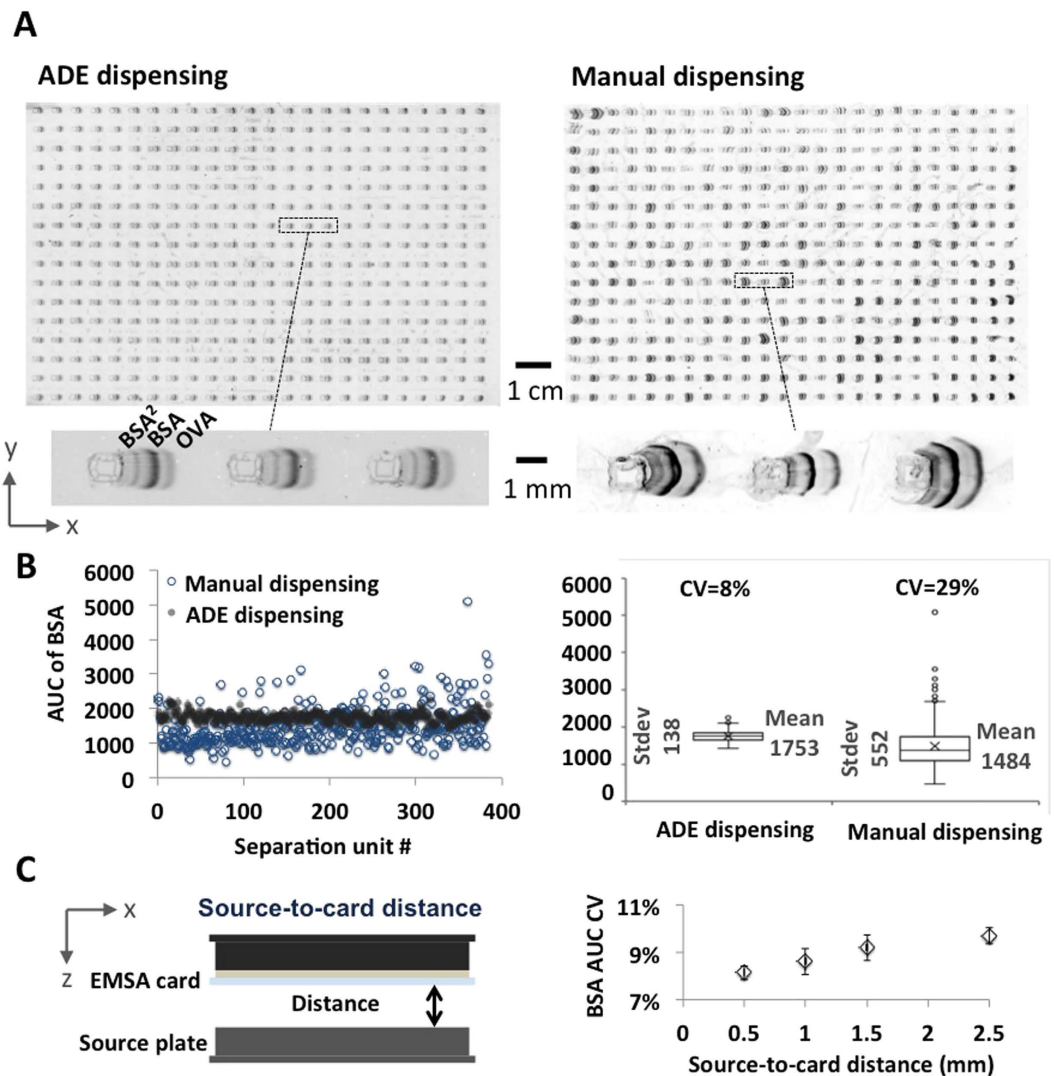 A
ADE dispensing
Manual dispensing
1 cm
BSA² BSA OVA
y
x
1 mm
B
6000
5000
4000
3000
2000
1000
0
AUC of BSA
Manual dispensing
ADE dispensing
0 100 200 300 400
Separation unit #
6000
5000
4000
3000
2000
1000
0
CV=8% CV=29%
Stdev
138
Mean
1753
Stdev
552
Mean
1484
ADE dispensing Manual dispensing
C
x
z
Source-to-card distance
EMSA card
Distance
Source plate
BSA AUC CV
11%
9%
7%
0 0.5 1 1.5 2 2.5
Source-to-card distance (mm)